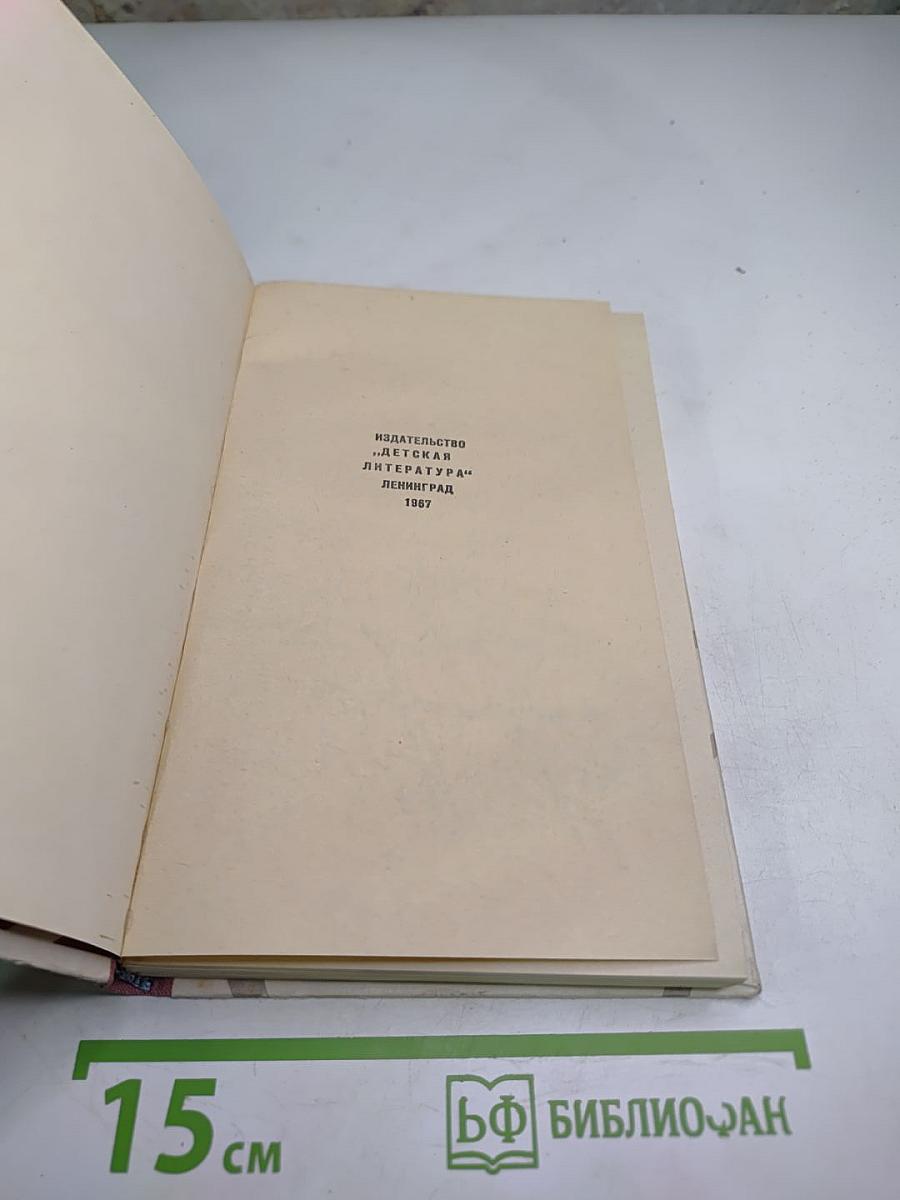 ИЗДАТЕЛЬСТВО
„ДЕТСКАЯ
ЛИТЕРАТУРА“
ЛЕНИНГРАД
1967
15 см
БФ БИБЛИОФАН